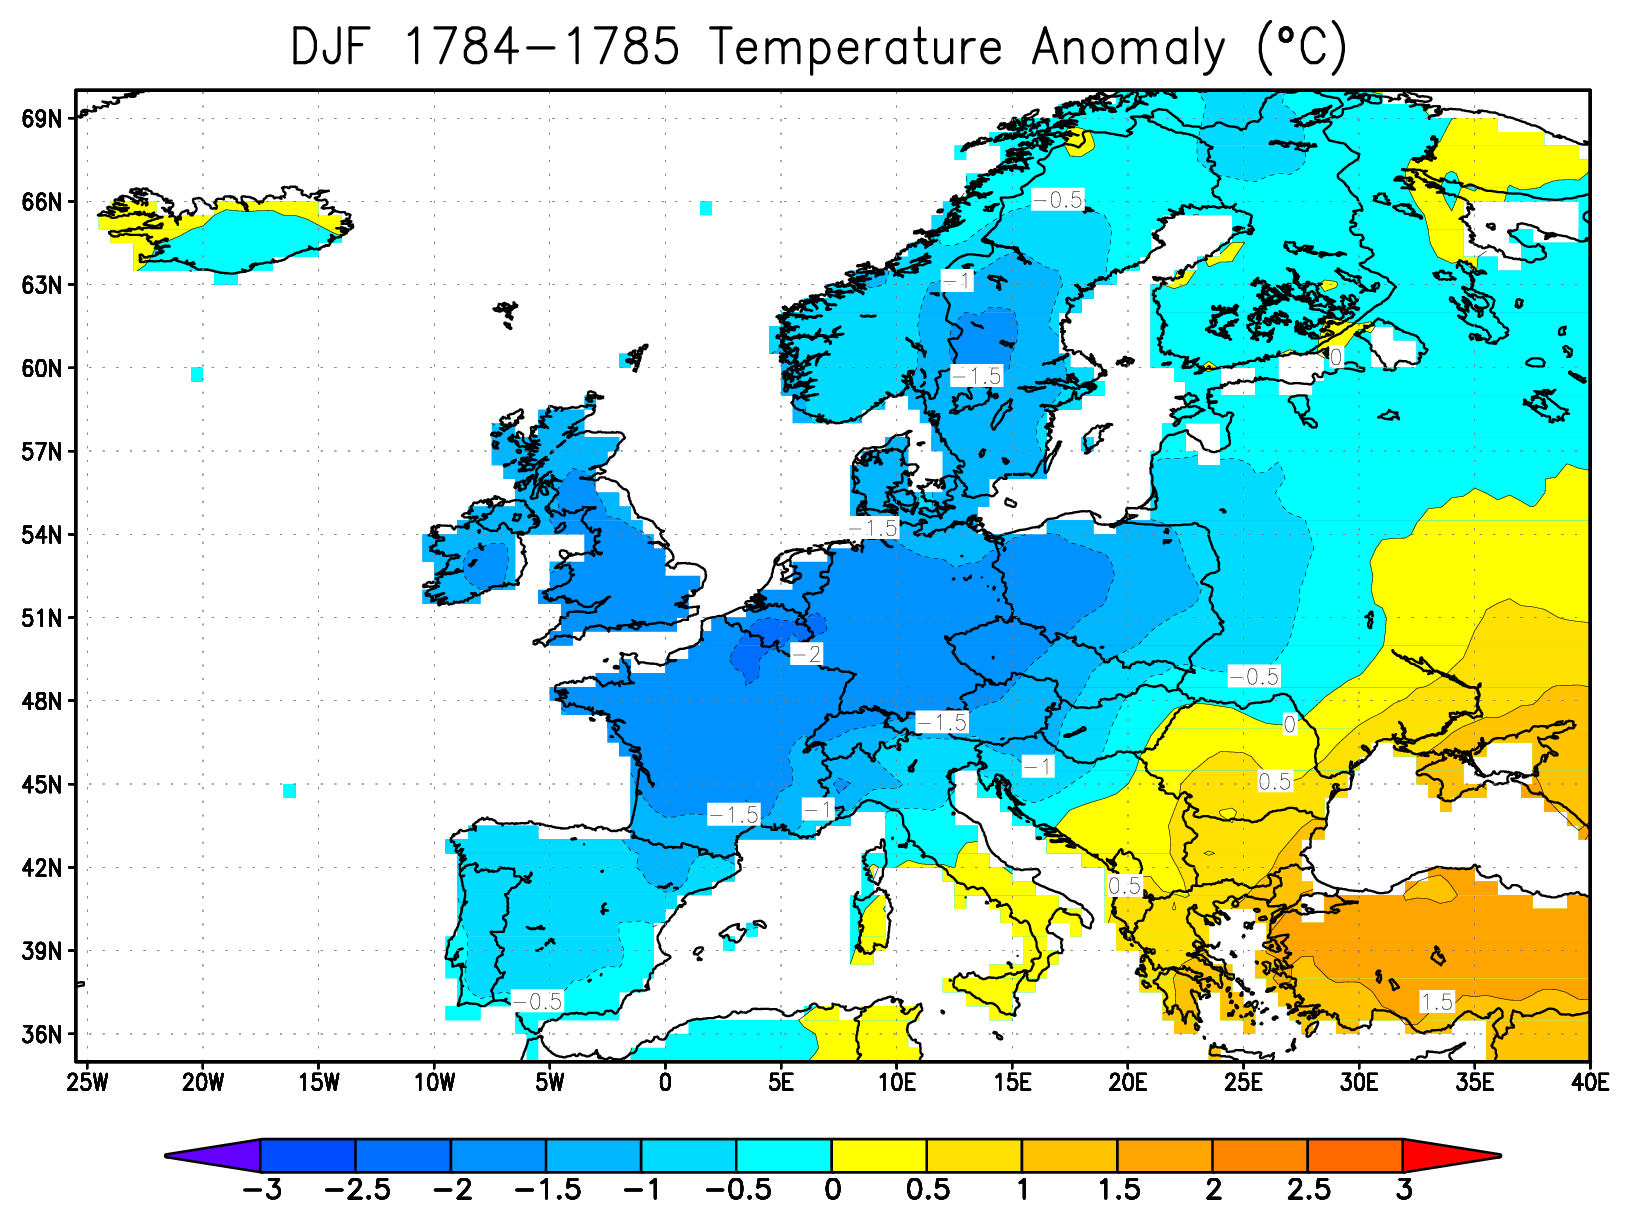 DJF 1784-1785 Temperature Anomaly (°C)
69N
66N
-0.5
-1
63N
0
60N
-1.5
57N
-1.5
54N
51N
-2
-0.5
48N
-1.5
0
-1
0.5
45N
-1
-1.5
42N
0.5
39N
-0.5
1.5
36N
25W 20W 15W 10W 5W 0 5E 10E 15E 20E 25E 30E 35E 40E
-3 -2.5 -2 -1.5 -1 -0.5 0 0.5 1 1.5 2 2.5 3